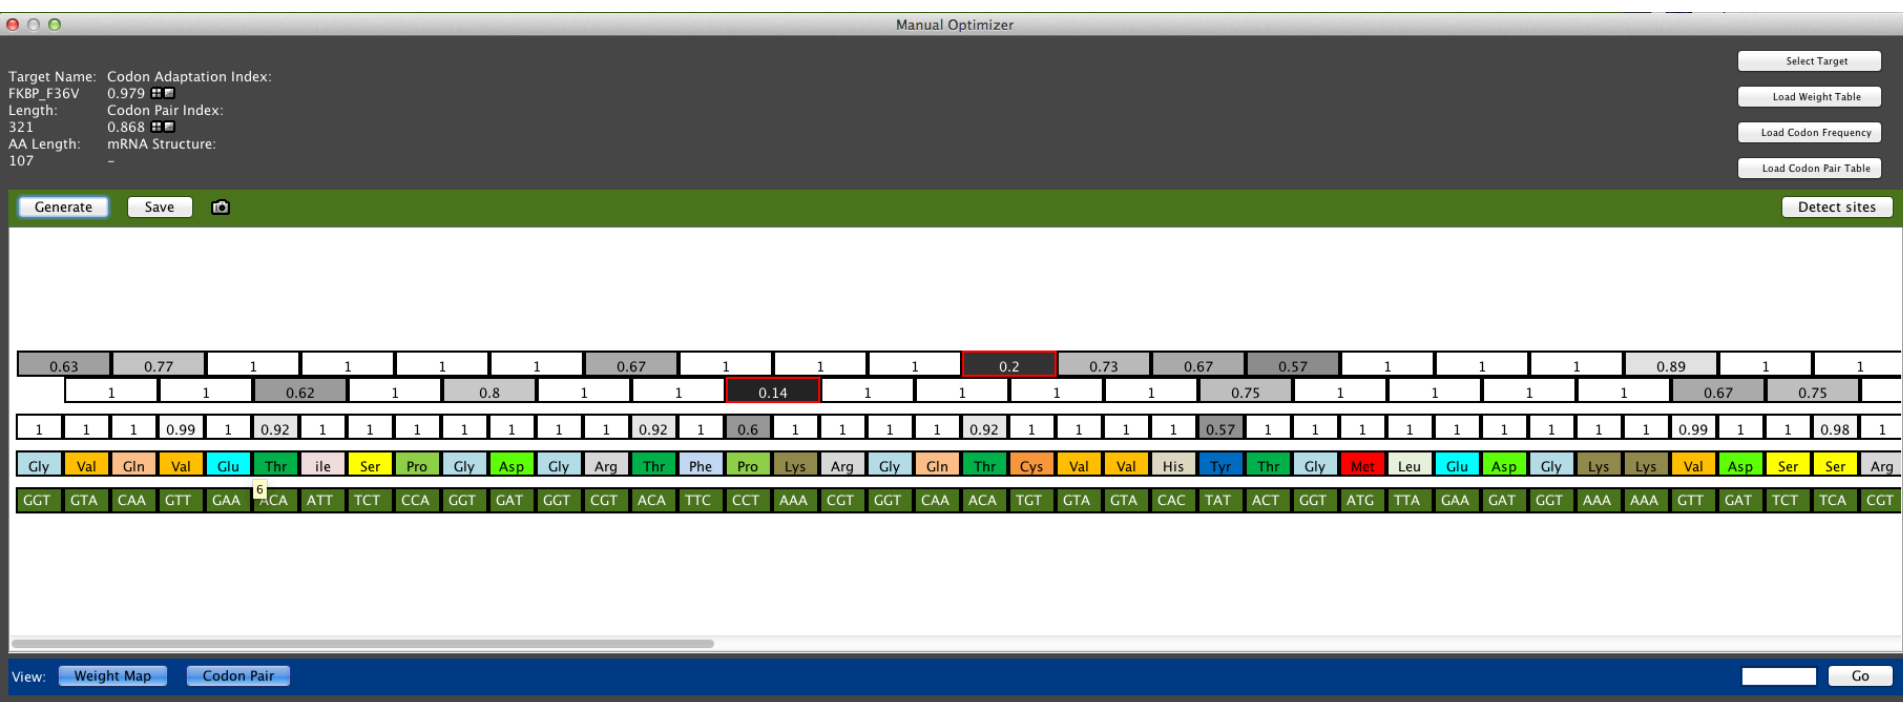 Manual Optimizer
Target Name: Codon Adaptation Index:
FKBP_F36V 0.979
Length: Codon Pair Index:
321 0.868
AA Length: mRNA Structure:
107 –
Select Target
Load Weight Table
Load Codon Frequency
Load Codon Pair Table
Generate Save Detect sites
0.63 0.77 1 1 1 1 0.67 1 1 1 0.2 0.73 0.67 0.57 1 1 1 0.89 1 1
1 1 0.62 1 0.8 1 1 0.14 1 1 1 1 0.75 1 1 1 1 0.67 0.75
1 1 1 0.99 1 0.92 1 1 1 1 1 1 1 0.92 1 0.6 1 1 1 1 0.92 1 1 1 1 0.57 1 1 1 1 1 1 1 1 1 0.99 1 1 0.98 1
Gly Val Gln Val Glu Thr ile Ser Pro Gly Asp Gly Arg Thr Phe Pro Lys Arg Gly Gln Thr Cys Val Val His Tyr Thr Gly Met Leu Glu Asp Gly Lys Lys Val Asp Ser Ser Arg
6
GGT GTA CAA GTT GAA ACA ATT TCT CCA GGT GAT GGT CGT ACA TTC CCT AAA CGT GGT CAA ACA TGT GTA GTA CAC TAT ACT GGT ATG TTA GAA GAT GGT AAA AAA GTT GAT TCT TCA CGT
View: Weight Map Codon Pair Go